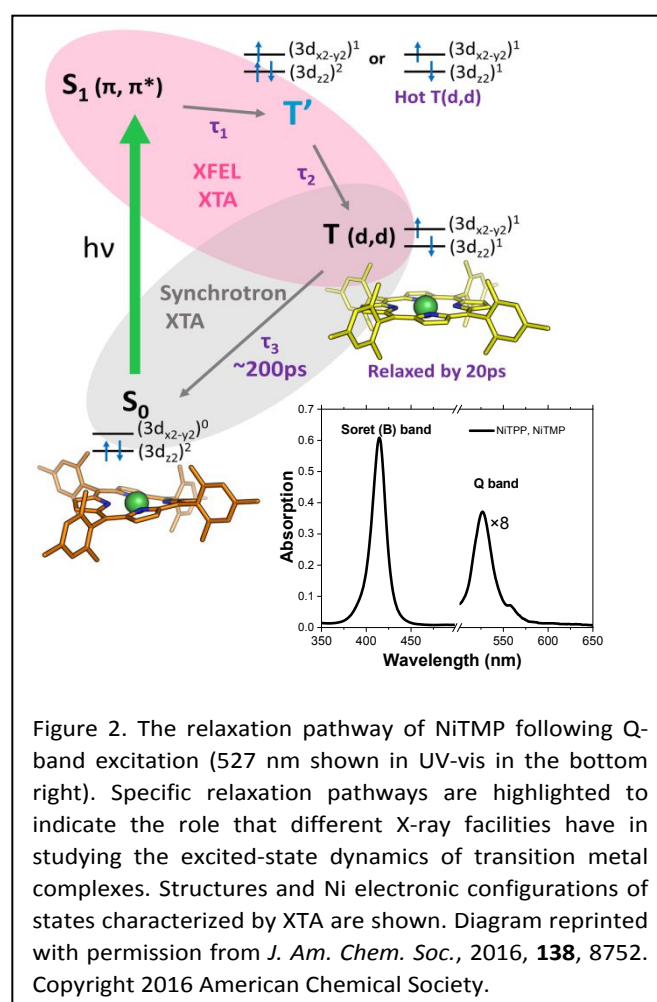 (3dx2-y2)1 or (3dx2-y2)1
(3dz2)2 (3dz2)1
Hot T(d,d)
S1 (π, π*)
T'
τ1
XFEL
XTA
τ2
hν
T (d,d)
(3dx2-y2)1
(3dz2)1
Synchrotron
XTA
τ3
~200ps
Relaxed by 20ps
S0
(3dx2-y2)0
(3dz2)2
Soret (B) band
NiTPP, NiTMP
Q band
×8
Absorption
0.7
0.6
0.5
0.4
0.3
0.2
0.1
0.0
350 400 450 550 600 650
Wavelength (nm)
Figure 2. The relaxation pathway of NiTMP following Q-
band excitation (527 nm shown in UV-vis in the bottom
right). Specific relaxation pathways are highlighted to
indicate the role that different X-ray facilities have in
studying the excited-state dynamics of transition metal
complexes. Structures and Ni electronic configurations of
states characterized by XTA are shown. Diagram reprinted
with permission from J. Am. Chem. Soc., 2016, 138, 8752.
Copyright 2016 American Chemical Society.